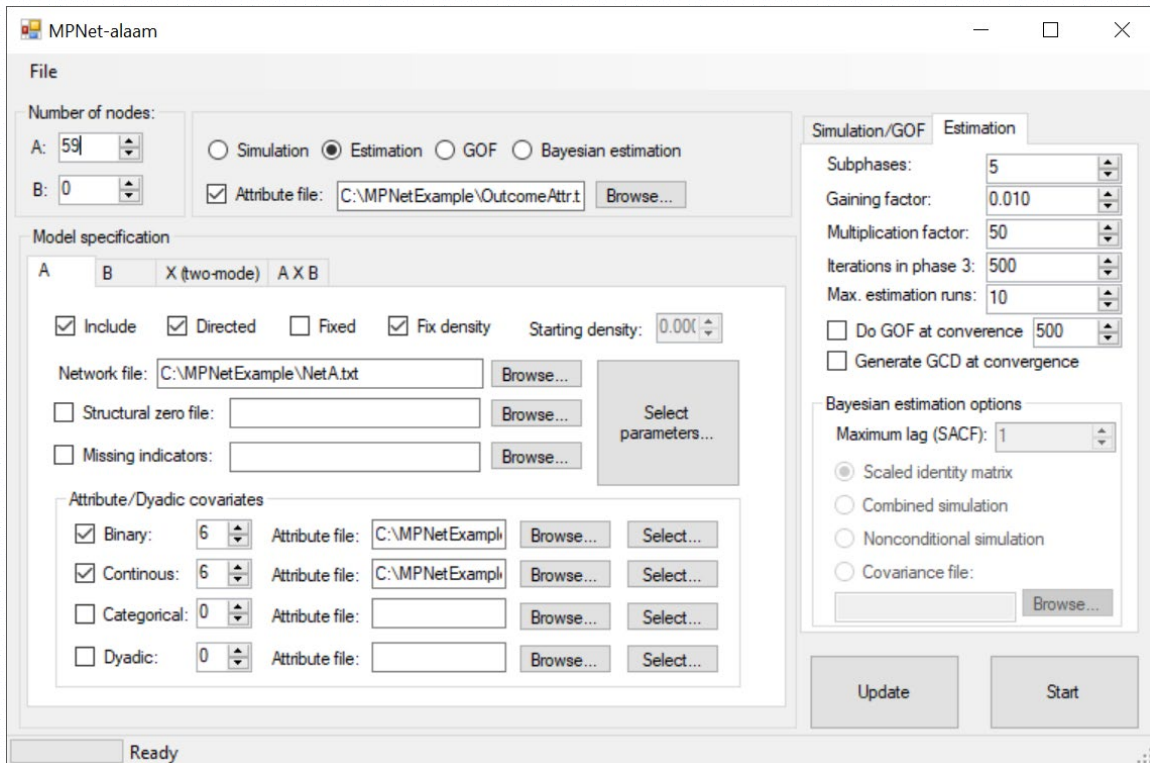 MPNet-alaam
File
Number of nodes:
A: 59
B: 0
Simulation Estimation GOF Bayesian estimation
Attribute file: C:\MPNetExample\OutcomeAttr.t Browse...
Model specification
A B X (two-mode) A X B
Include Directed Fixed Fix density Starting density: 0.00
Network file: C:\MPNetExample\NetA.txt Browse...
Structural zero file: Browse...
Missing indicators: Browse...
Select
parameters...
Attribute/Dyadic covariates
Binary: 6 Attribute file: C:\MPNetExampl Browse... Select...
Continous: 6 Attribute file: C:\MPNetExampl Browse... Select...
Categorical: 0 Attribute file: Browse... Select...
Dyadic: 0 Attribute file: Browse... Select...
Simulation/GOF Estimation
Subphases: 5
Gaining factor: 0.010
Multiplication factor: 50
Iterations in phase 3: 500
Max. estimation runs: 10
Do GOF at converence 500
Generate GCD at convergence
Bayesian estimation options
Maximum lag (SACF): 1
Scaled identity matrix
Combined simulation
Nonconditional simulation
Covariance file:
Browse...
Update Start
Ready